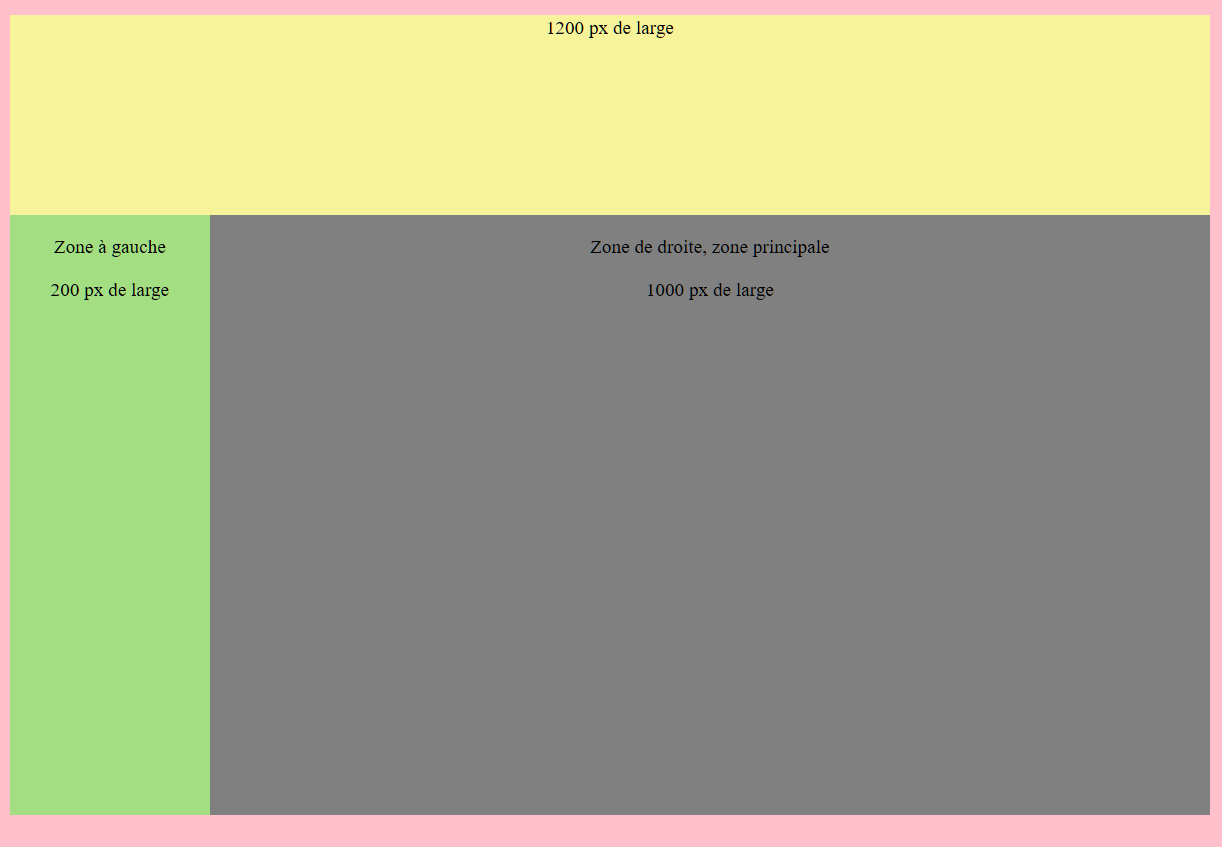 1200 px de large
Zone à gauche
200 px de large
Zone de droite, zone principale
1000 px de large